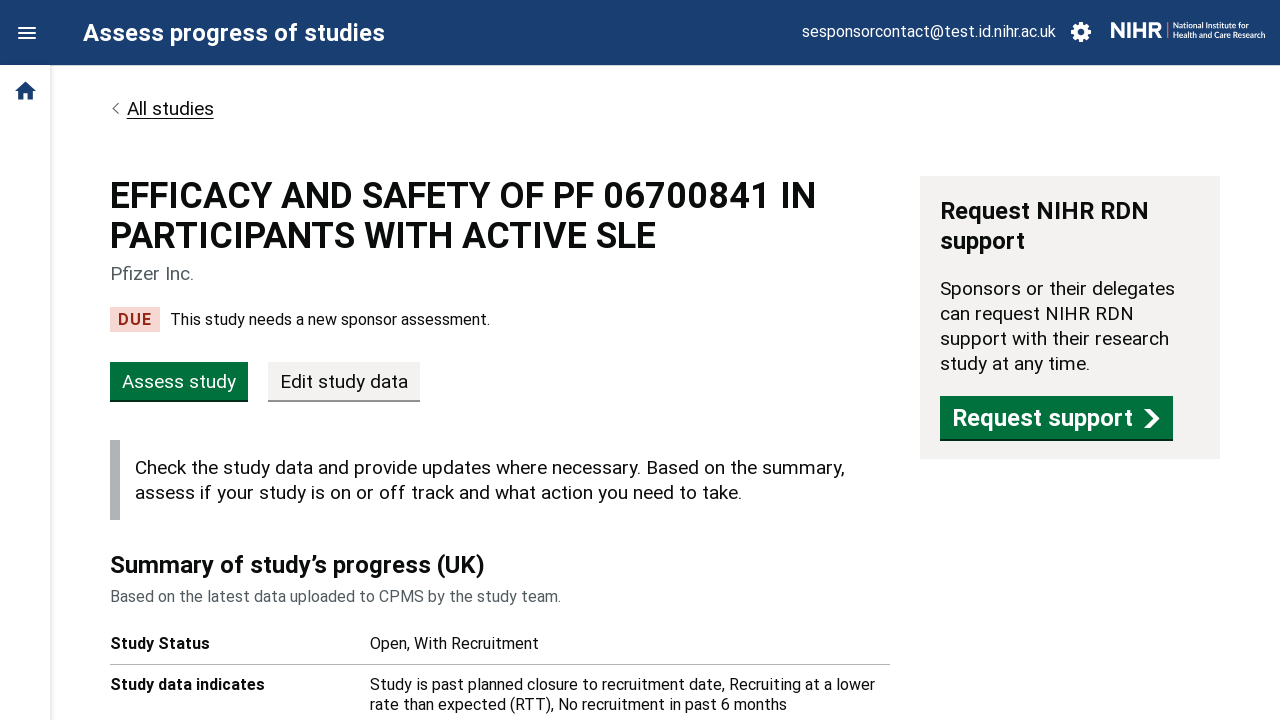 Assess progress of studies
sesponsorcontact@test.id.nihr.ac.uk
NIHR | National Institute for
Health and Care Research
All studies
EFFICACY AND SAFETY OF PF 06700841 IN
PARTICIPANTS WITH ACTIVE SLE
Pfizer Inc.
DUE This study needs a new sponsor assessment.
Assess study
Edit study data
Check the study data and provide updates where necessary. Based on the summary,
assess if your study is on or off track and what action you need to take.
Summary of study’s progress (UK)
Based on the latest data uploaded to CPMS by the study team.
Study Status Open, With Recruitment
Study data indicates Study is past planned closure to recruitment date, Recruiting at a lower
rate than expected (RTT), No recruitment in past 6 months
Request NIHR RDN
support
Sponsors or their delegates
can request NIHR RDN
support with their research
study at any time.
Request support